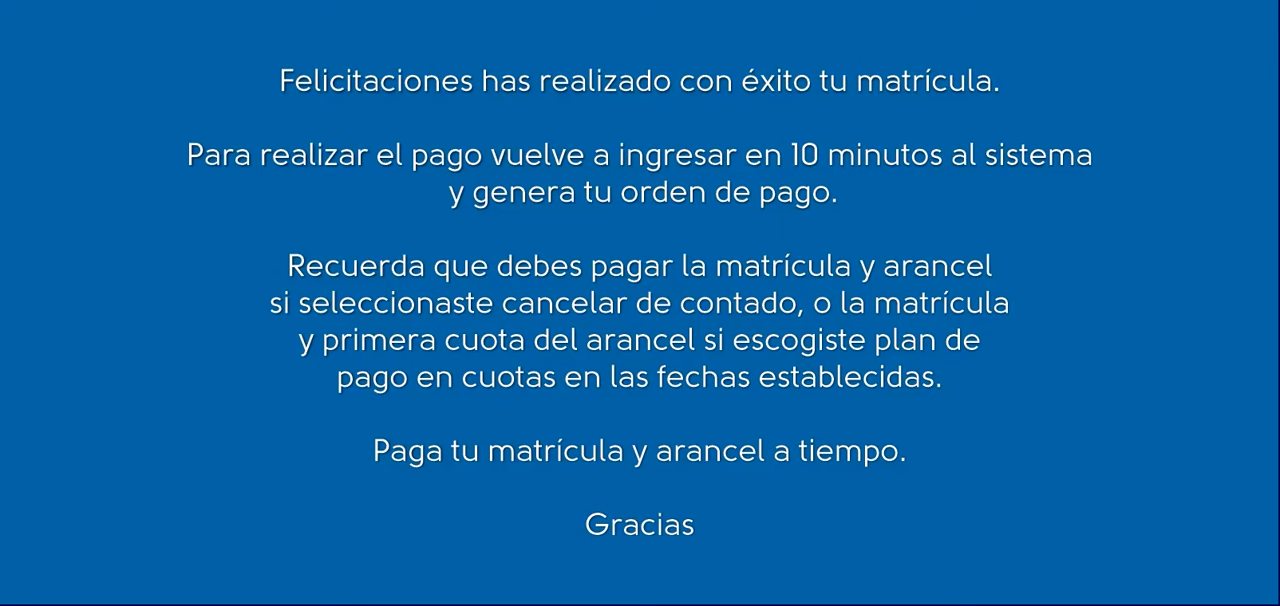 Felicitaciones has realizado con éxito tu matrícula.
Para realizar el pago vuelve a ingresar en 10 minutos al sistema
y genera tu orden de pago.
Recuerda que debes pagar la matrícula y arancel
si seleccionaste cancelar de contado, o la matrícula
y primera cuota del arancel si escogiste plan de
pago en cuotas en las fechas establecidas.
Paga tu matrícula y arancel a tiempo.
Gracias